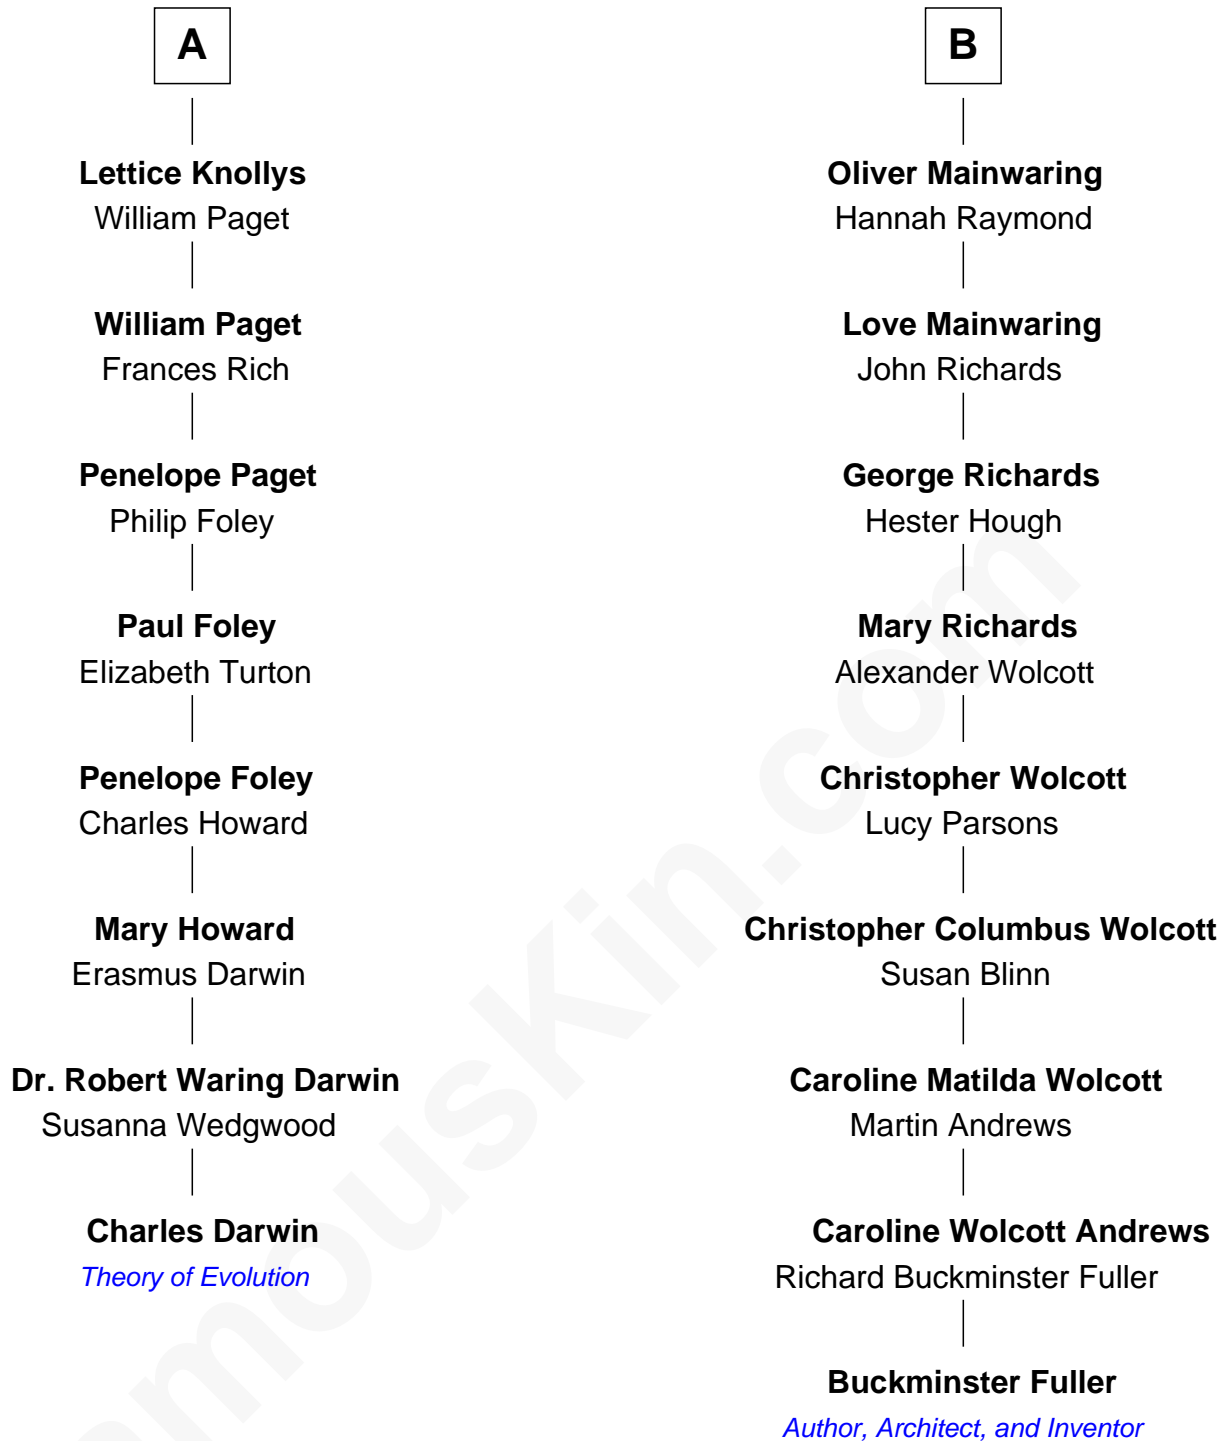 A
Lettice Knollys
William Paget
William Paget
Frances Rich
Penelope Paget
Philip Foley
Paul Foley
Elizabeth Turton
Penelope Foley
Charles Howard
Mary Howard
Erasmus Darwin
Dr. Robert Waring Darwin
Susanna Wedgwood
Charles Darwin
Theory of Evolution
B
Oliver Mainwaring
Hannah Raymond
Love Mainwaring
John Richards
George Richards
Hester Hough
Mary Richards
Alexander Wolcott
Christopher Wolcott
Lucy Parsons
Christopher Columbus Wolcott
Susan Blinn
Caroline Matilda Wolcott
Martin Andrews
Caroline Wolcott Andrews
Richard Buckminster Fuller
Buckminster Fuller
Author, Architect, and Inventor
amouskin.com